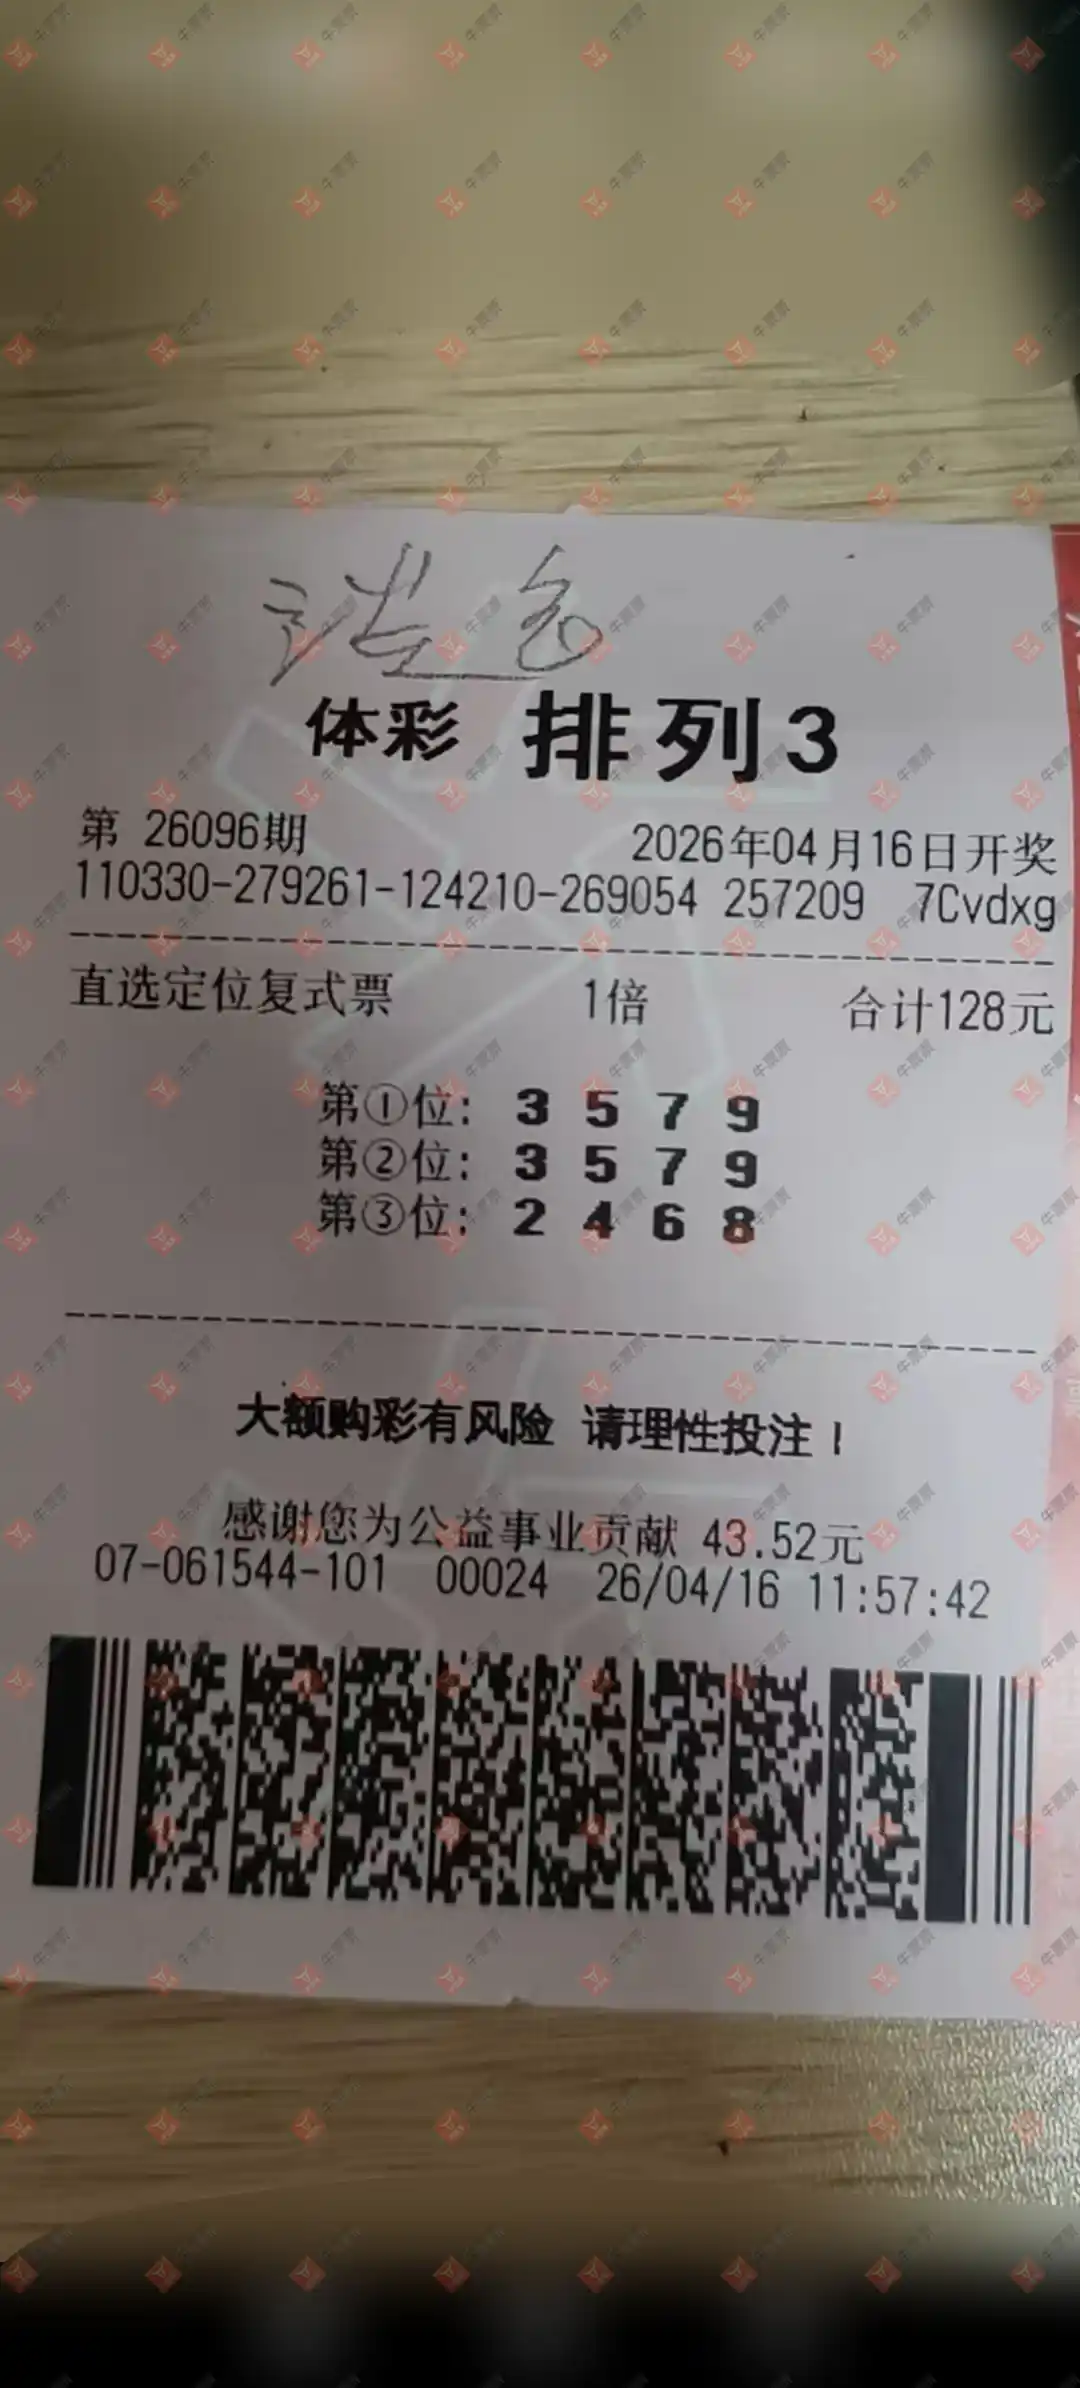 体彩 排列3
第 26096期 2026年04月16日开奖
110330-279261-124210-269054 257209 7Cvdxg
直选定位复式票 1倍 合计128元
第①位: 3 5 7 9
第②位: 3 5 7 9
第③位: 2 4 6 8
大额购彩有风险 请理性投注!
感谢您为公益事业贡献 43.52元
07-061544-101 00024 26/04/16 11:57:42
牛票票